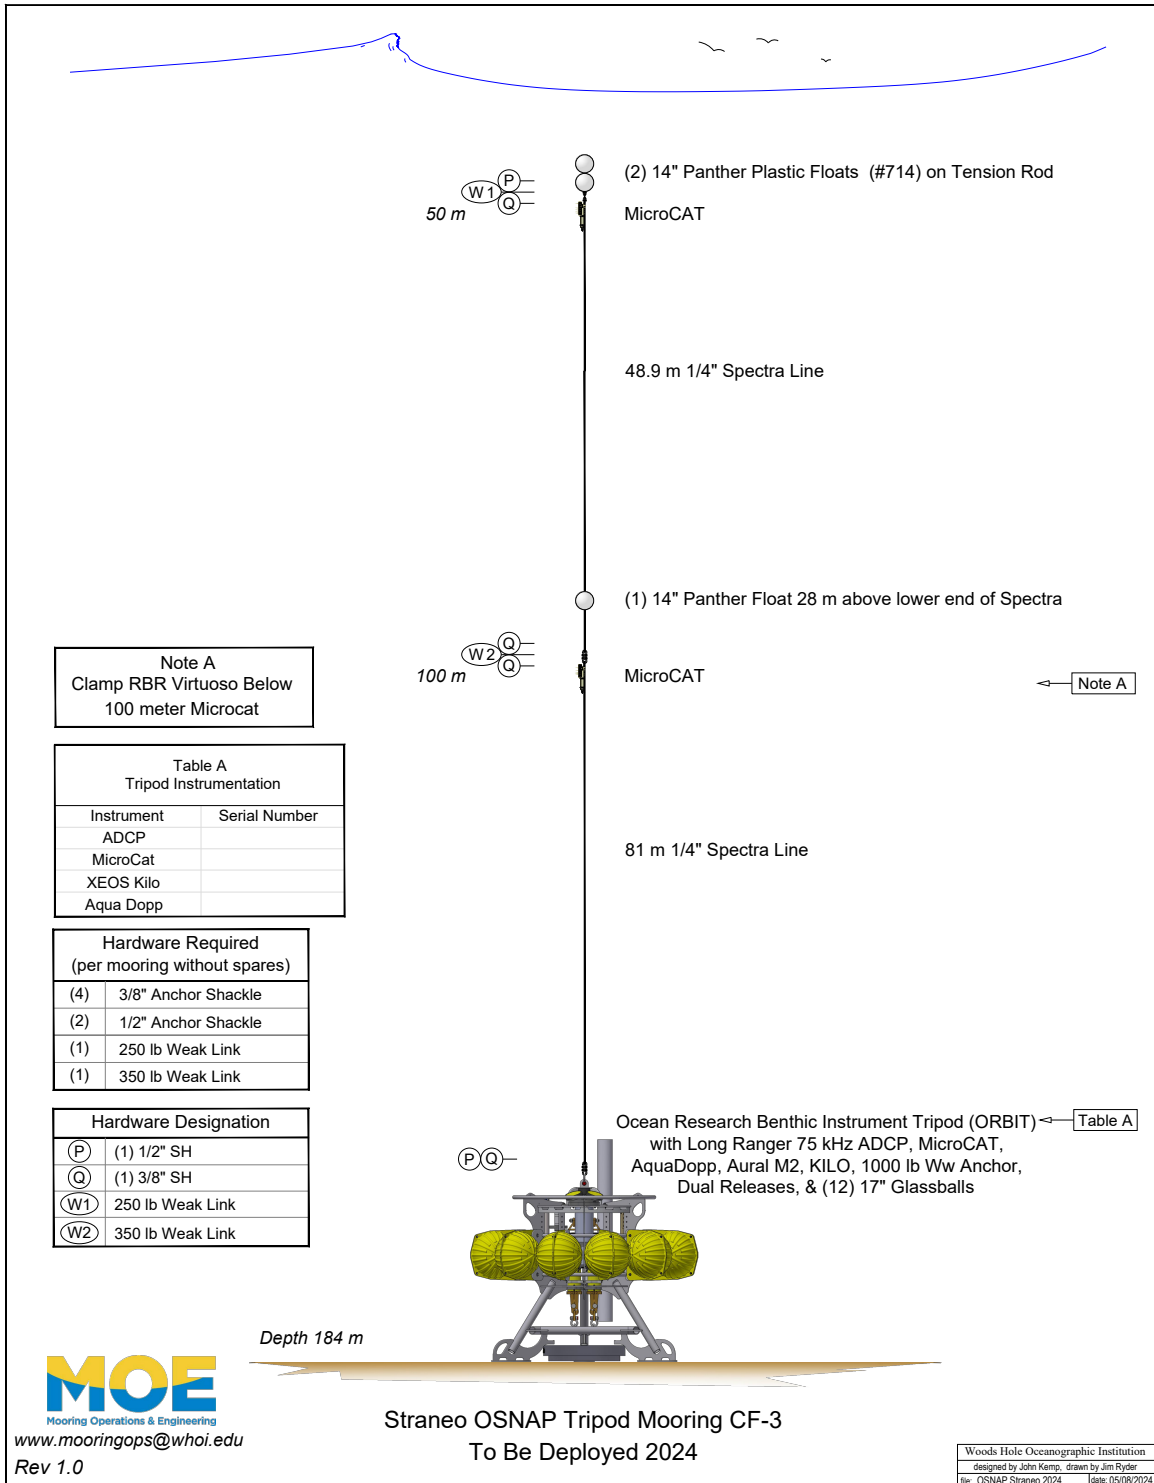 (2) 14" Panther Plastic Floats (#714) on Tension Rod
P
W1
Q
50 m
MicroCAT
48.9 m 1/4" Spectra Line
(1) 14" Panther Float 28 m above lower end of Spectra
Q
W2
Q
100 m
MicroCAT
Note A
Note A
Clamp RBR Virtuoso Below
100 meter Microcat
Table A
Tripod Instrumentation
Instrument Serial Number
ADCP
MicroCat
XEOS Kilo
Aqua Dopp
81 m 1/4" Spectra Line
Hardware Required
(per mooring without spares)
(4) 3/8" Anchor Shackle
(2) 1/2" Anchor Shackle
(1) 250 lb Weak Link
(1) 350 lb Weak Link
Hardware Designation
P (1) 1/2" SH
Q (1) 3/8" SH
W1 250 lb Weak Link
W2 350 lb Weak Link
P Q
Ocean Research Benthic Instrument Tripod (ORBIT)
with Long Ranger 75 kHz ADCP, MicroCAT,
AquaDopp, Aural M2, KILO, 1000 lb Ww Anchor,
Dual Releases, & (12) 17" Glassballs
Table A
Depth 184 m
MOE
Mooring Operations & Engineering
www.mooringops@whoi.edu
Rev 1.0
Straneo OSNAP Tripod Mooring CF-3
To Be Deployed 2024
Woods Hole Oceanographic Institution
designed by John Kemp, drawn by Jim Ryder
file: OSNAP Straneo 2024 date: 05/08/2024